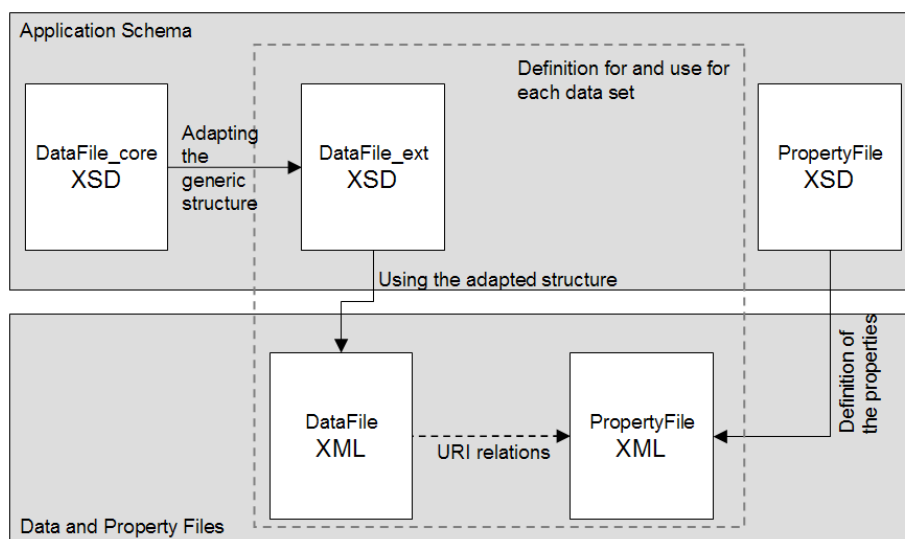 Application Schema
Definition for and use for
each data set
DataFile_core
XSD
Adapting
the
generic
structure
DataFile_ext
XSD
PropertyFile
XSD
Using the adapted structure
Definition of
the properties
DataFile
XML
URI relations
PropertyFile
XML
Data and Property Files